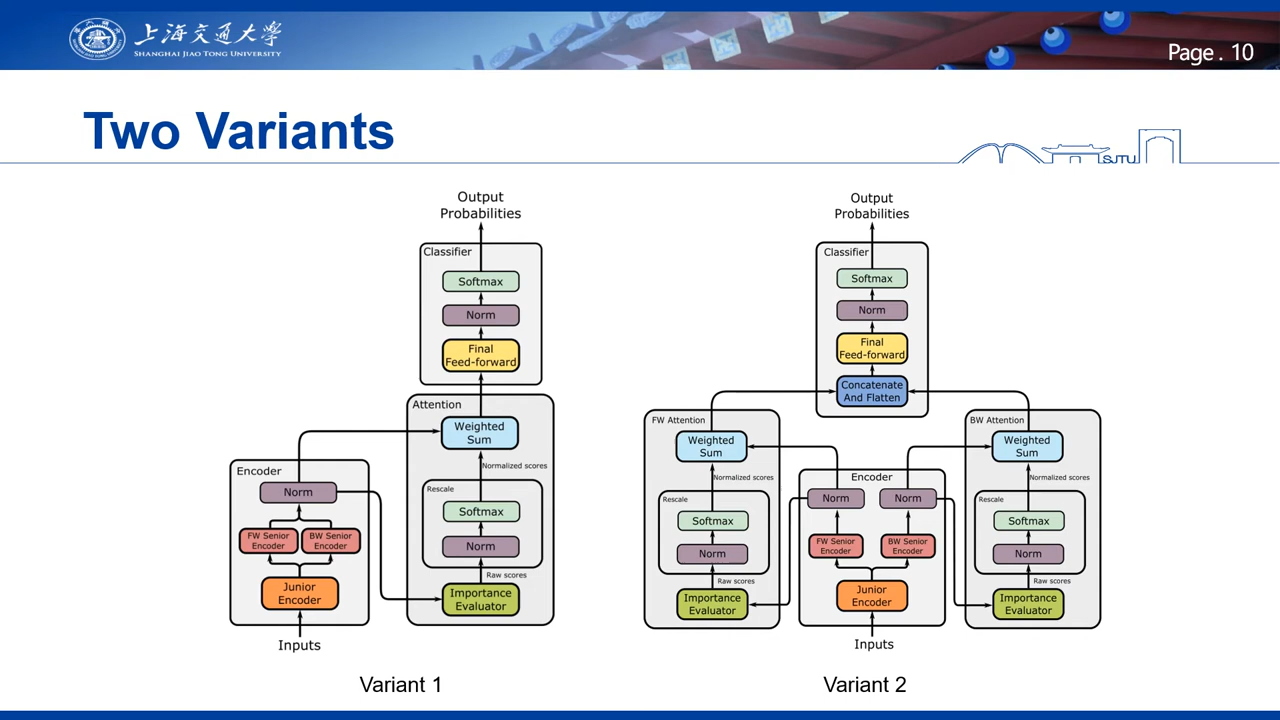 上海交通大学
SHANGHAI JIAO TONG UNIVERSITY
Page . 10
Two Variants
SJTU
Output
Probabilities
Classifier
Softmax
Norm
Final
Feed-forward
Attention
Weighted
Sum
Normalized scores
Rescale
Softmax
Norm
Raw scores
Importance
Evaluator
Encoder
Norm
FW Senior
Encoder
BW Senior
Encoder
Junior
Encoder
Inputs
Variant 1
Output
Probabilities
Classifier
Softmax
Norm
Final
Feed-forward
Concatenate
And Flatten
FW Attention
Weighted
Sum
Normalized scores
Rescale
Softmax
Norm
Raw scores
Importance
Evaluator
Encoder
Norm
Norm
FW Senior
Encoder
BW Senior
Encoder
Junior
Encoder
Inputs
BW Attention
Weighted
Sum
Normalized scores
Rescale
Softmax
Norm
Raw scores
Importance
Evaluator
Variant 2